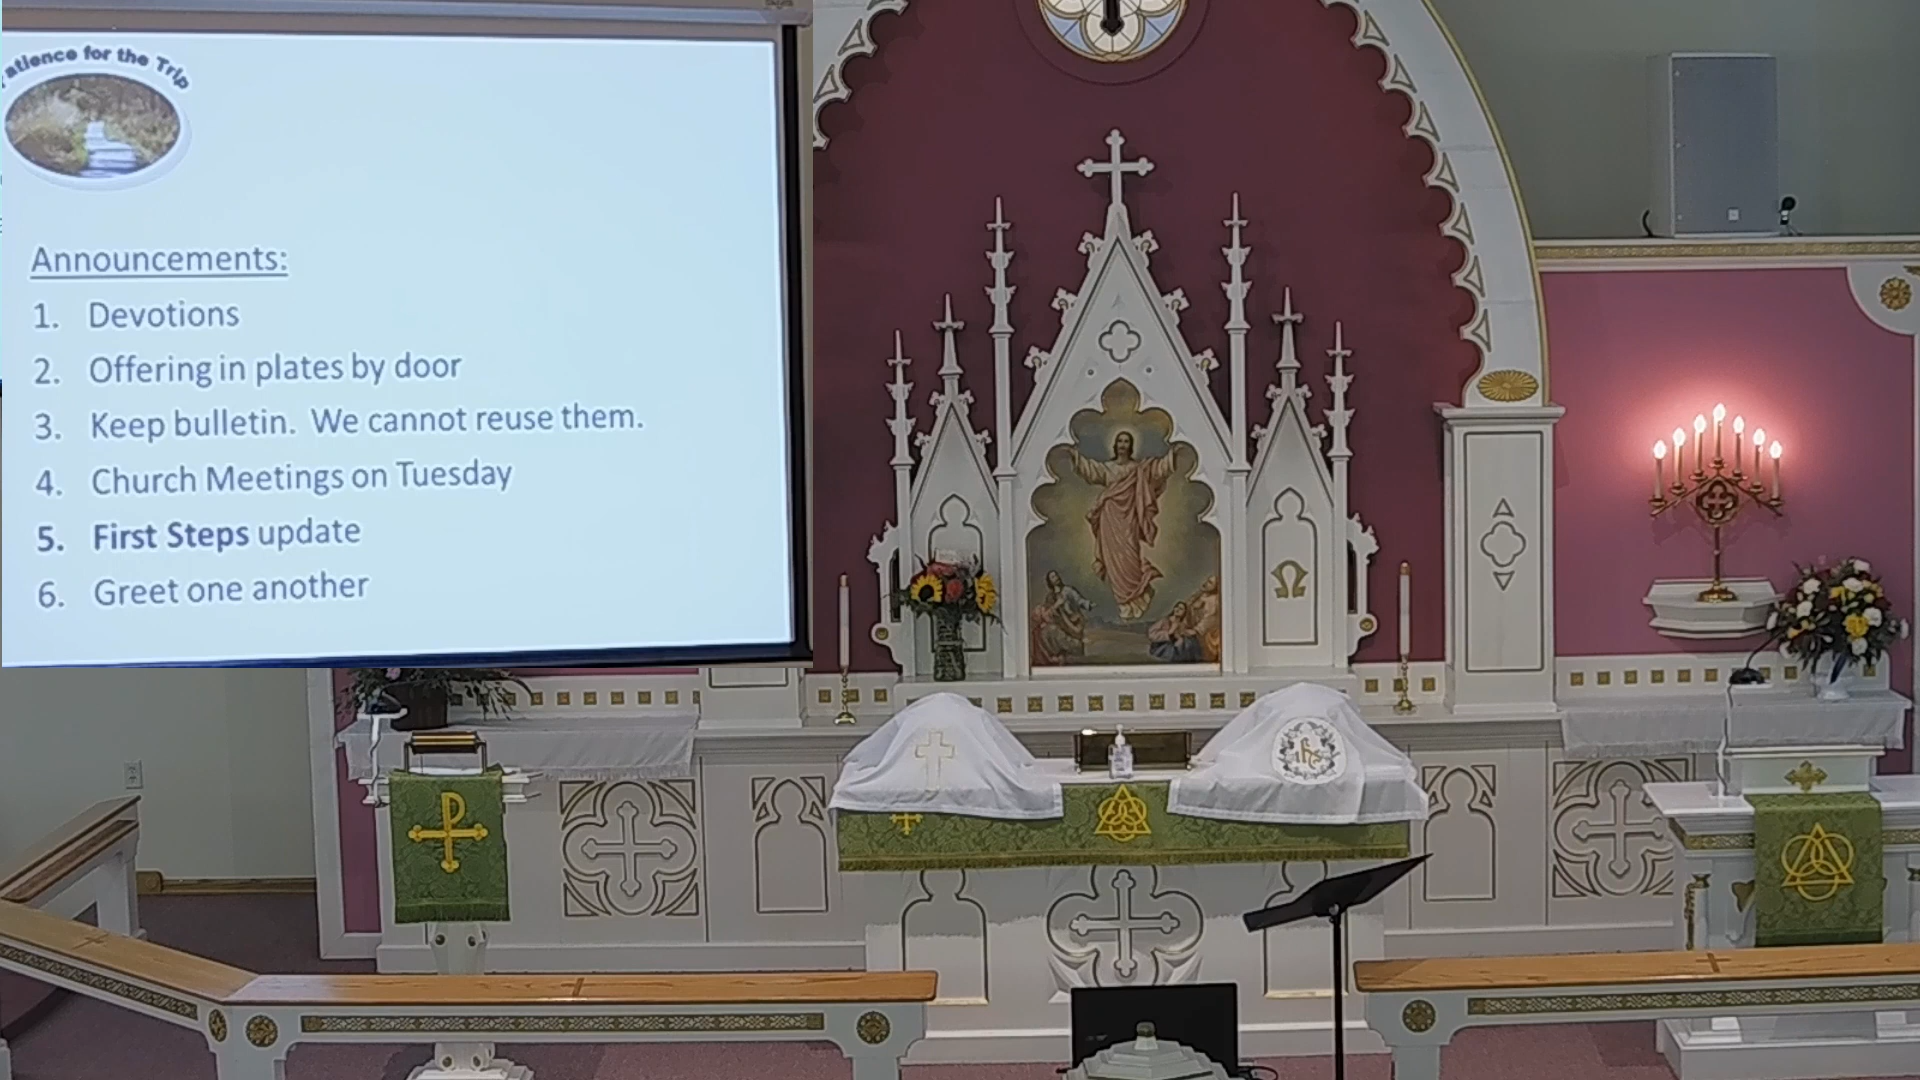 atience for the Trip
Announcements:
1. Devotions
2. Offering in plates by door
3. Keep bulletin. We cannot reuse them.
4. Church Meetings on Tuesday
5. First Steps update
6. Greet one another
Ω